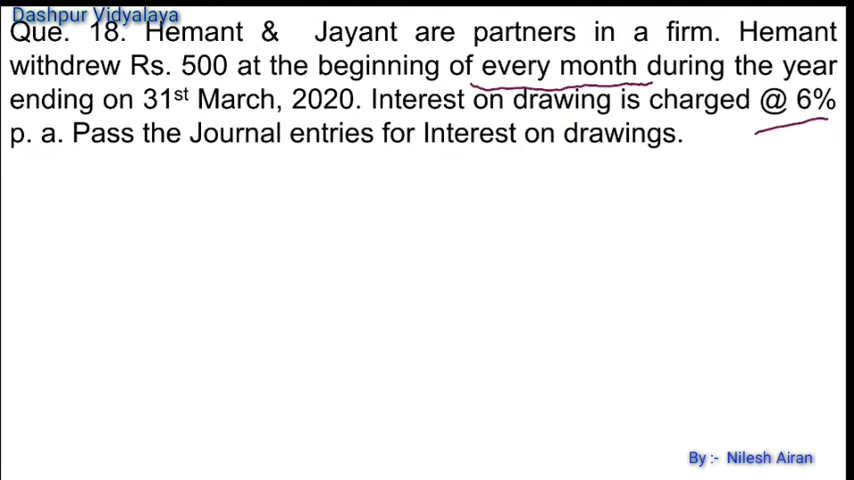 Dashpur Vidyalaya
Que. 18. Hemant & Jayant are partners in a firm. Hemant
withdrew Rs. 500 at the beginning of every month during the year
ending on 31st March, 2020. Interest on drawing is charged @ 6%
p. a. Pass the Journal entries for Interest on drawings.
By :- Nilesh Airan